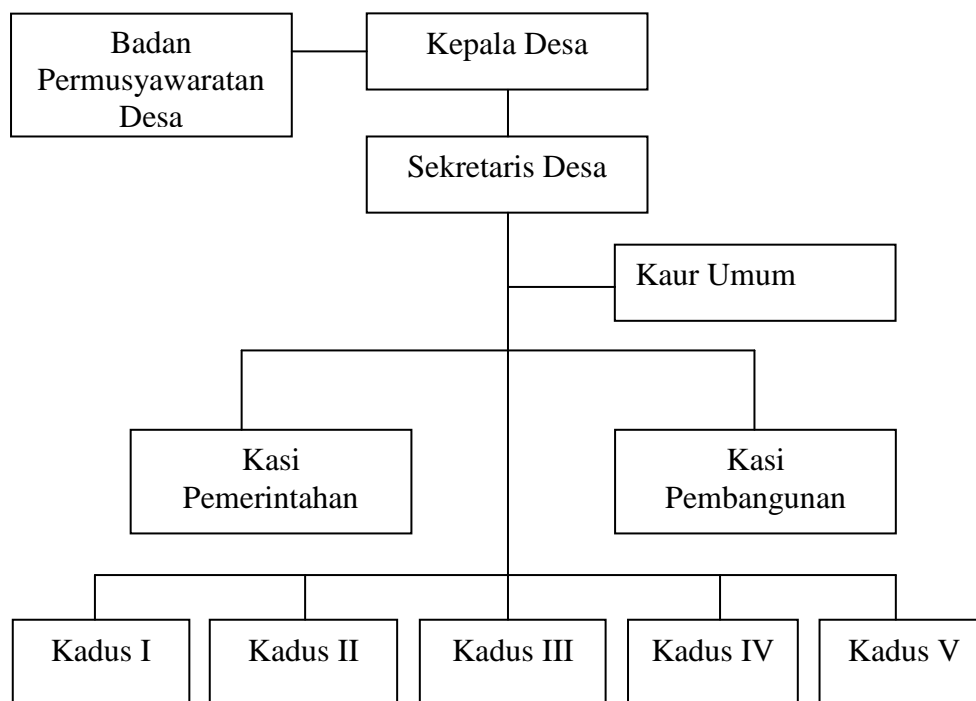 Badan
Permusyawaratan
Desa
Kepala Desa
Sekretaris Desa
Kaur Umum
Kasi
Pemerintahan
Kasi
Pembangunan
Kadus I
Kadus II
Kadus III
Kadus IV
Kadus V